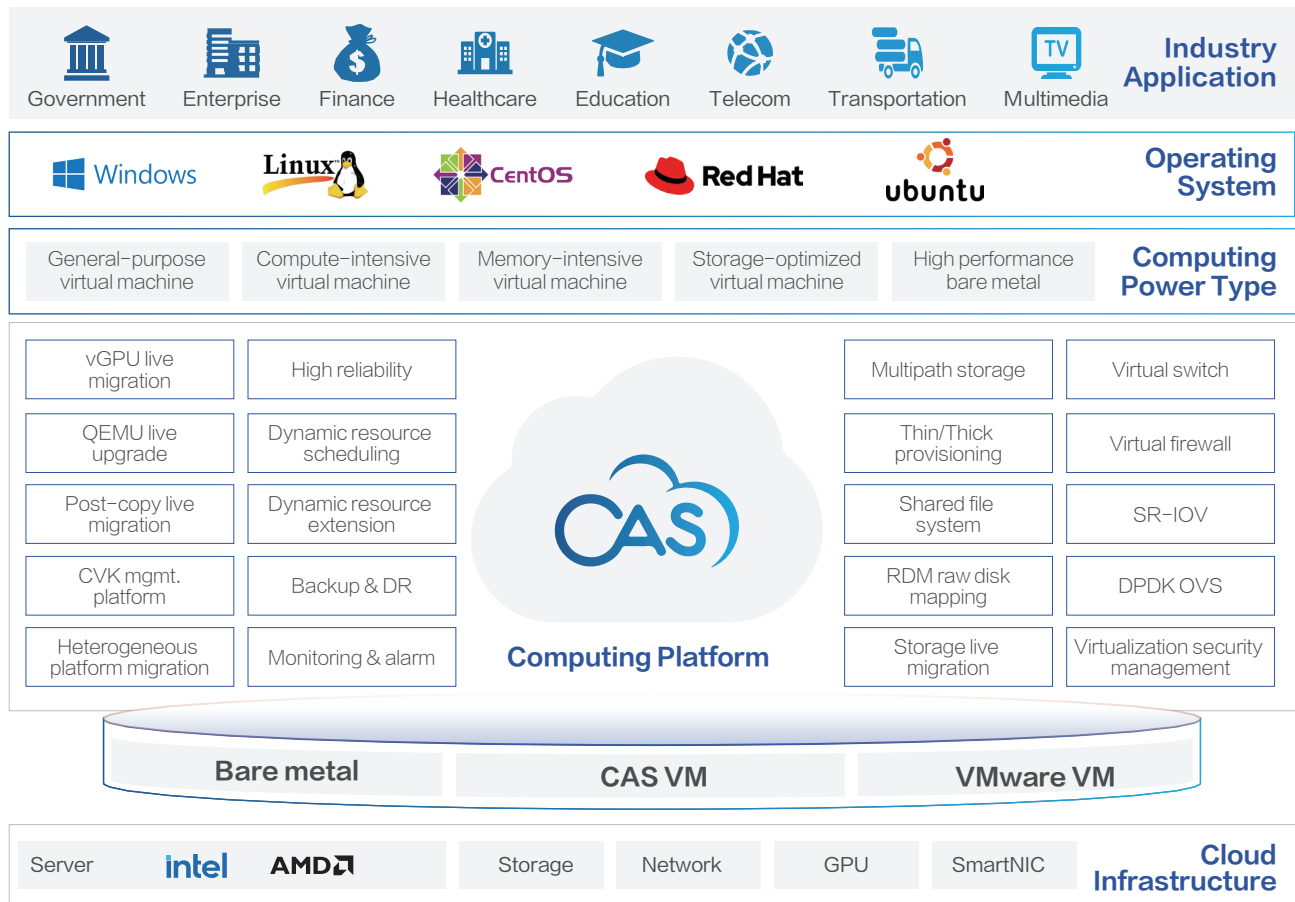 TV
Industry
Application
Government
Enterprise
Finance
Healthcare
Education
Telecom
Transportation
Multimedia
Windows
Linux
CentOS
Red Hat
ubuntu
Operating
System
General-purpose
virtual machine
Compute-intensive
virtual machine
Memory-intensive
virtual machine
Storage-optimized
virtual machine
High performance
bare metal
Computing
Power Type
vGPU live
migration
High reliability
QEMU live
upgrade
Dynamic resource
scheduling
Post-copy live
migration
Dynamic resource
extension
CVK mgmt.
platform
Backup & DR
Heterogeneous
platform migration
Monitoring & alarm
CAS
Computing Platform
Multipath storage
Virtual switch
Thin/Thick
provisioning
Virtual firewall
Shared file
system
SR-IOV
RDM raw disk
mapping
DPDK OVS
Storage live
migration
Virtualization security
management
Bare metal
CAS VM
VMware VM
Server
intel
AMD
Storage
Network
GPU
SmartNIC
Cloud
Infrastructure